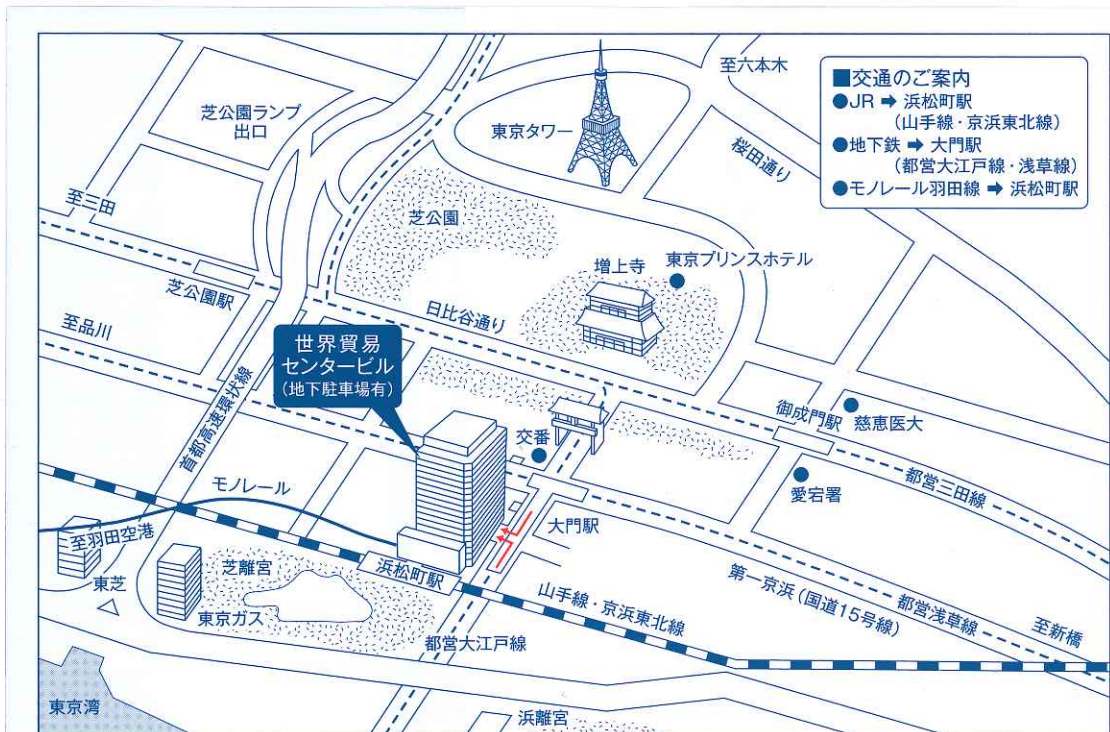 至六本木
■交通のご案内
●JR ➡ 浜松町駅
(山手線・京浜東北線)
●地下鉄 ➡ 大門駅
(都営大江戸線・浅草線)
●モノレール羽田線 ➡ 浜松町駅
芝公園ランプ
出口
東京タワー
桜田通り
至三田
芝公園
増上寺
東京プリンスホテル
芝公園駅
日比谷通り
至品川
世界貿易
センタービル
(地下駐車場有)
首都高速環状線
御成門駅
慈恵医大
交番
愛宕署
都営三田線
モノレール
大門駅
至羽田空港
芝離宮
浜松町駅
東芝
東京ガス
山手線・京浜東北線
第一京浜(国道15号線)
都営浅草線
至新橋
都営大江戸線
東京湾
浜離宮